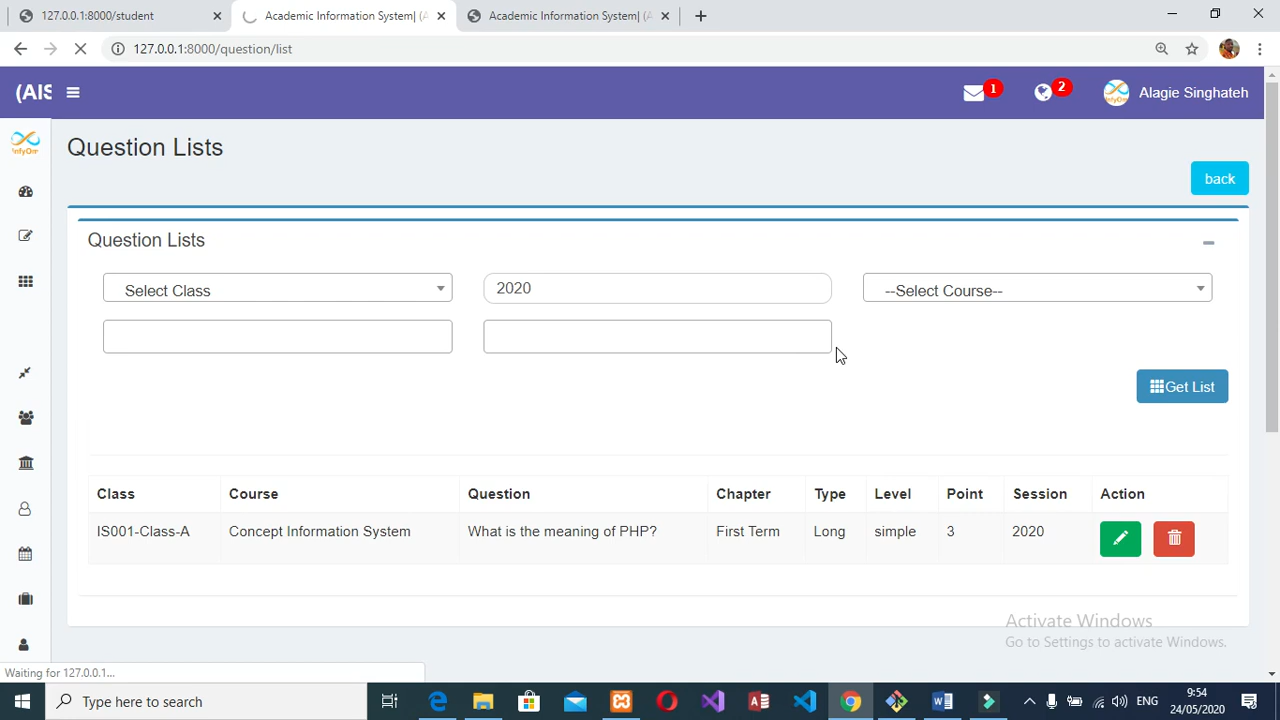 127.0.0.1:8000/student
Academic Information System| (A
Academic Information System| (A
127.0.0.1:8000/question/list
(AIS
1
2
Alagie Singhateh
InfyOm
Question Lists
back
Question Lists
Select Class
2020
--Select Course--
Get List
Class Course Question Chapter Type Level Point Session Action
IS001-Class-A Concept Information System What is the meaning of PHP? First Term Long simple 3 2020
Activate Windows
Go to Settings to activate Windows.
Waiting for 127.0.0.1...
Type here to search
ENG
9:54
24/05/2020